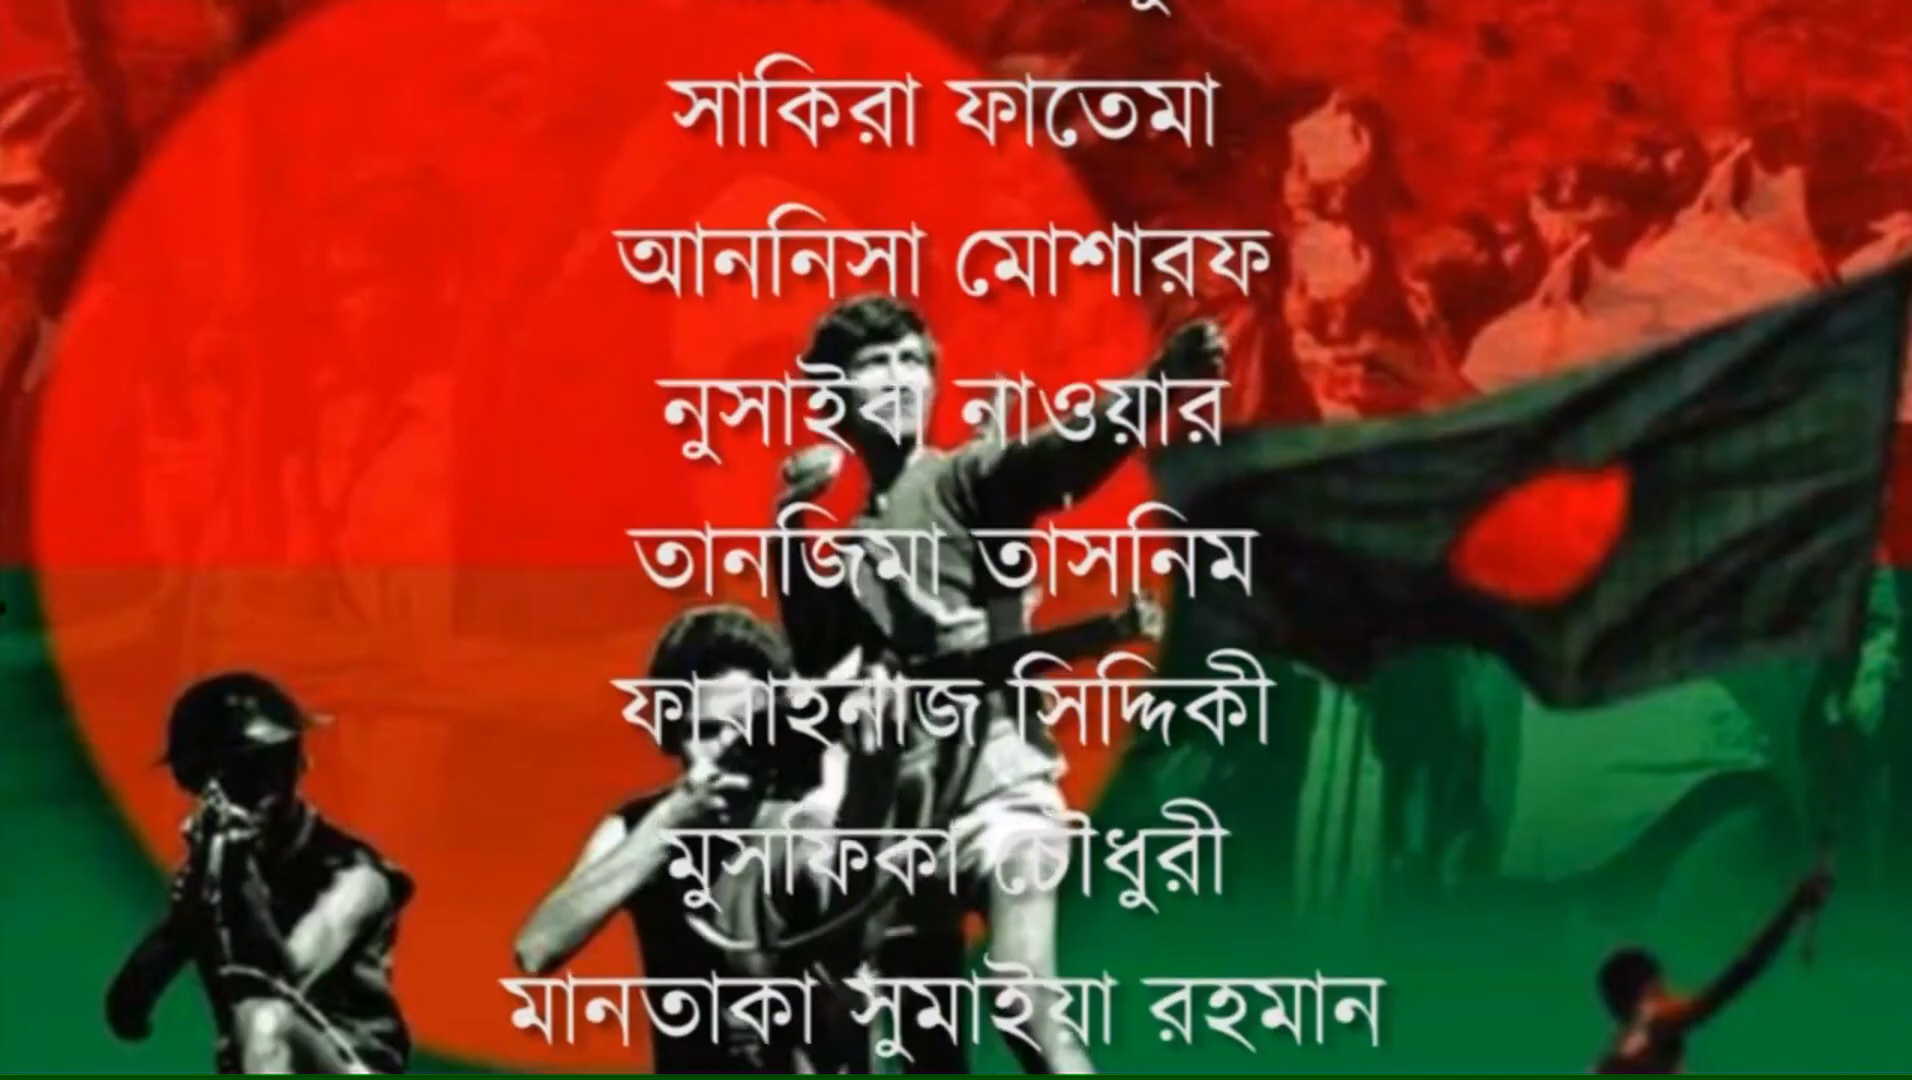 সাকিরা ফাতেমা
আননিসা মোশারফ
নুসাইবা নাওয়ার
তানজিমা তাসনিম
ফারাহনাজ সিদ্দিকী
মুসফিকা চৌধুরী
মানতাকা সুমাইয়া রহমান